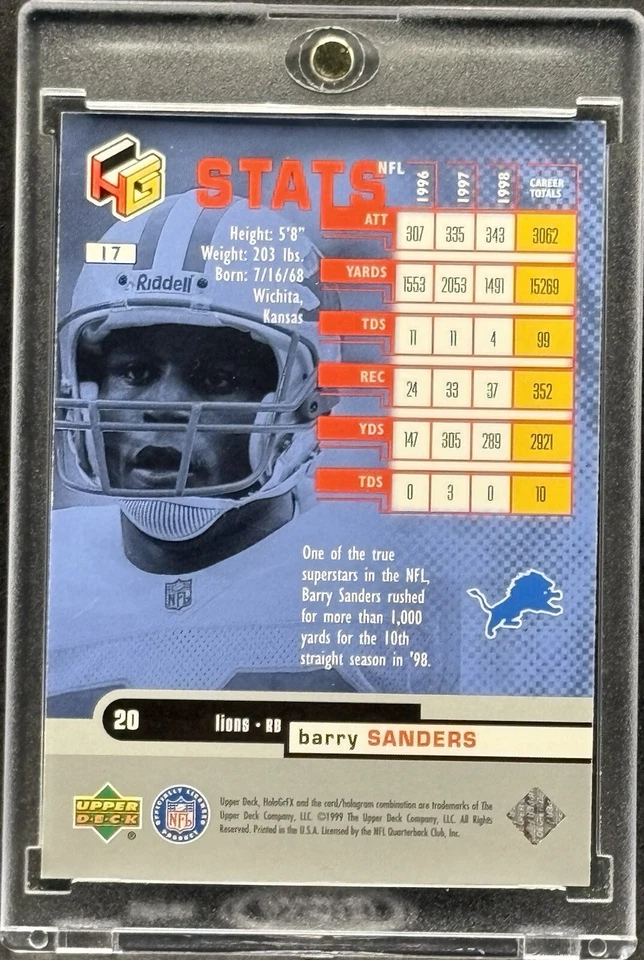 HG
STATS
NFL 1996 1997 1998 CAREER TOTALS
ATT 307 335 343 3062
YARDS 1553 2053 1491 15269
TDS 11 11 4 99
REC 24 33 37 352
YDS 147 305 289 2921
TDS 0 3 0 10
Height: 5'8"
Weight: 203 lbs.
Born: 7/16/68
Wichita,
Kansas
17
Riddell
NFL
One of the true
superstars in the NFL,
Barry Sanders rushed
for more than 1,000
yards for the 10th
straight season in '98.
20 lions • RB
barry SANDERS
UPPER
DECK ®
OFFICIALLY LICENSED
NFL
PRODUCT
Upper Deck, HoloGrFX and the card/hologram combination are trademarks of The
Upper Deck Company, LLC. ©1999 The Upper Deck Company, LLC. All Rights
Reserved. Printed in the U.S.A. Licensed by the NFL Quarterback Club, Inc.